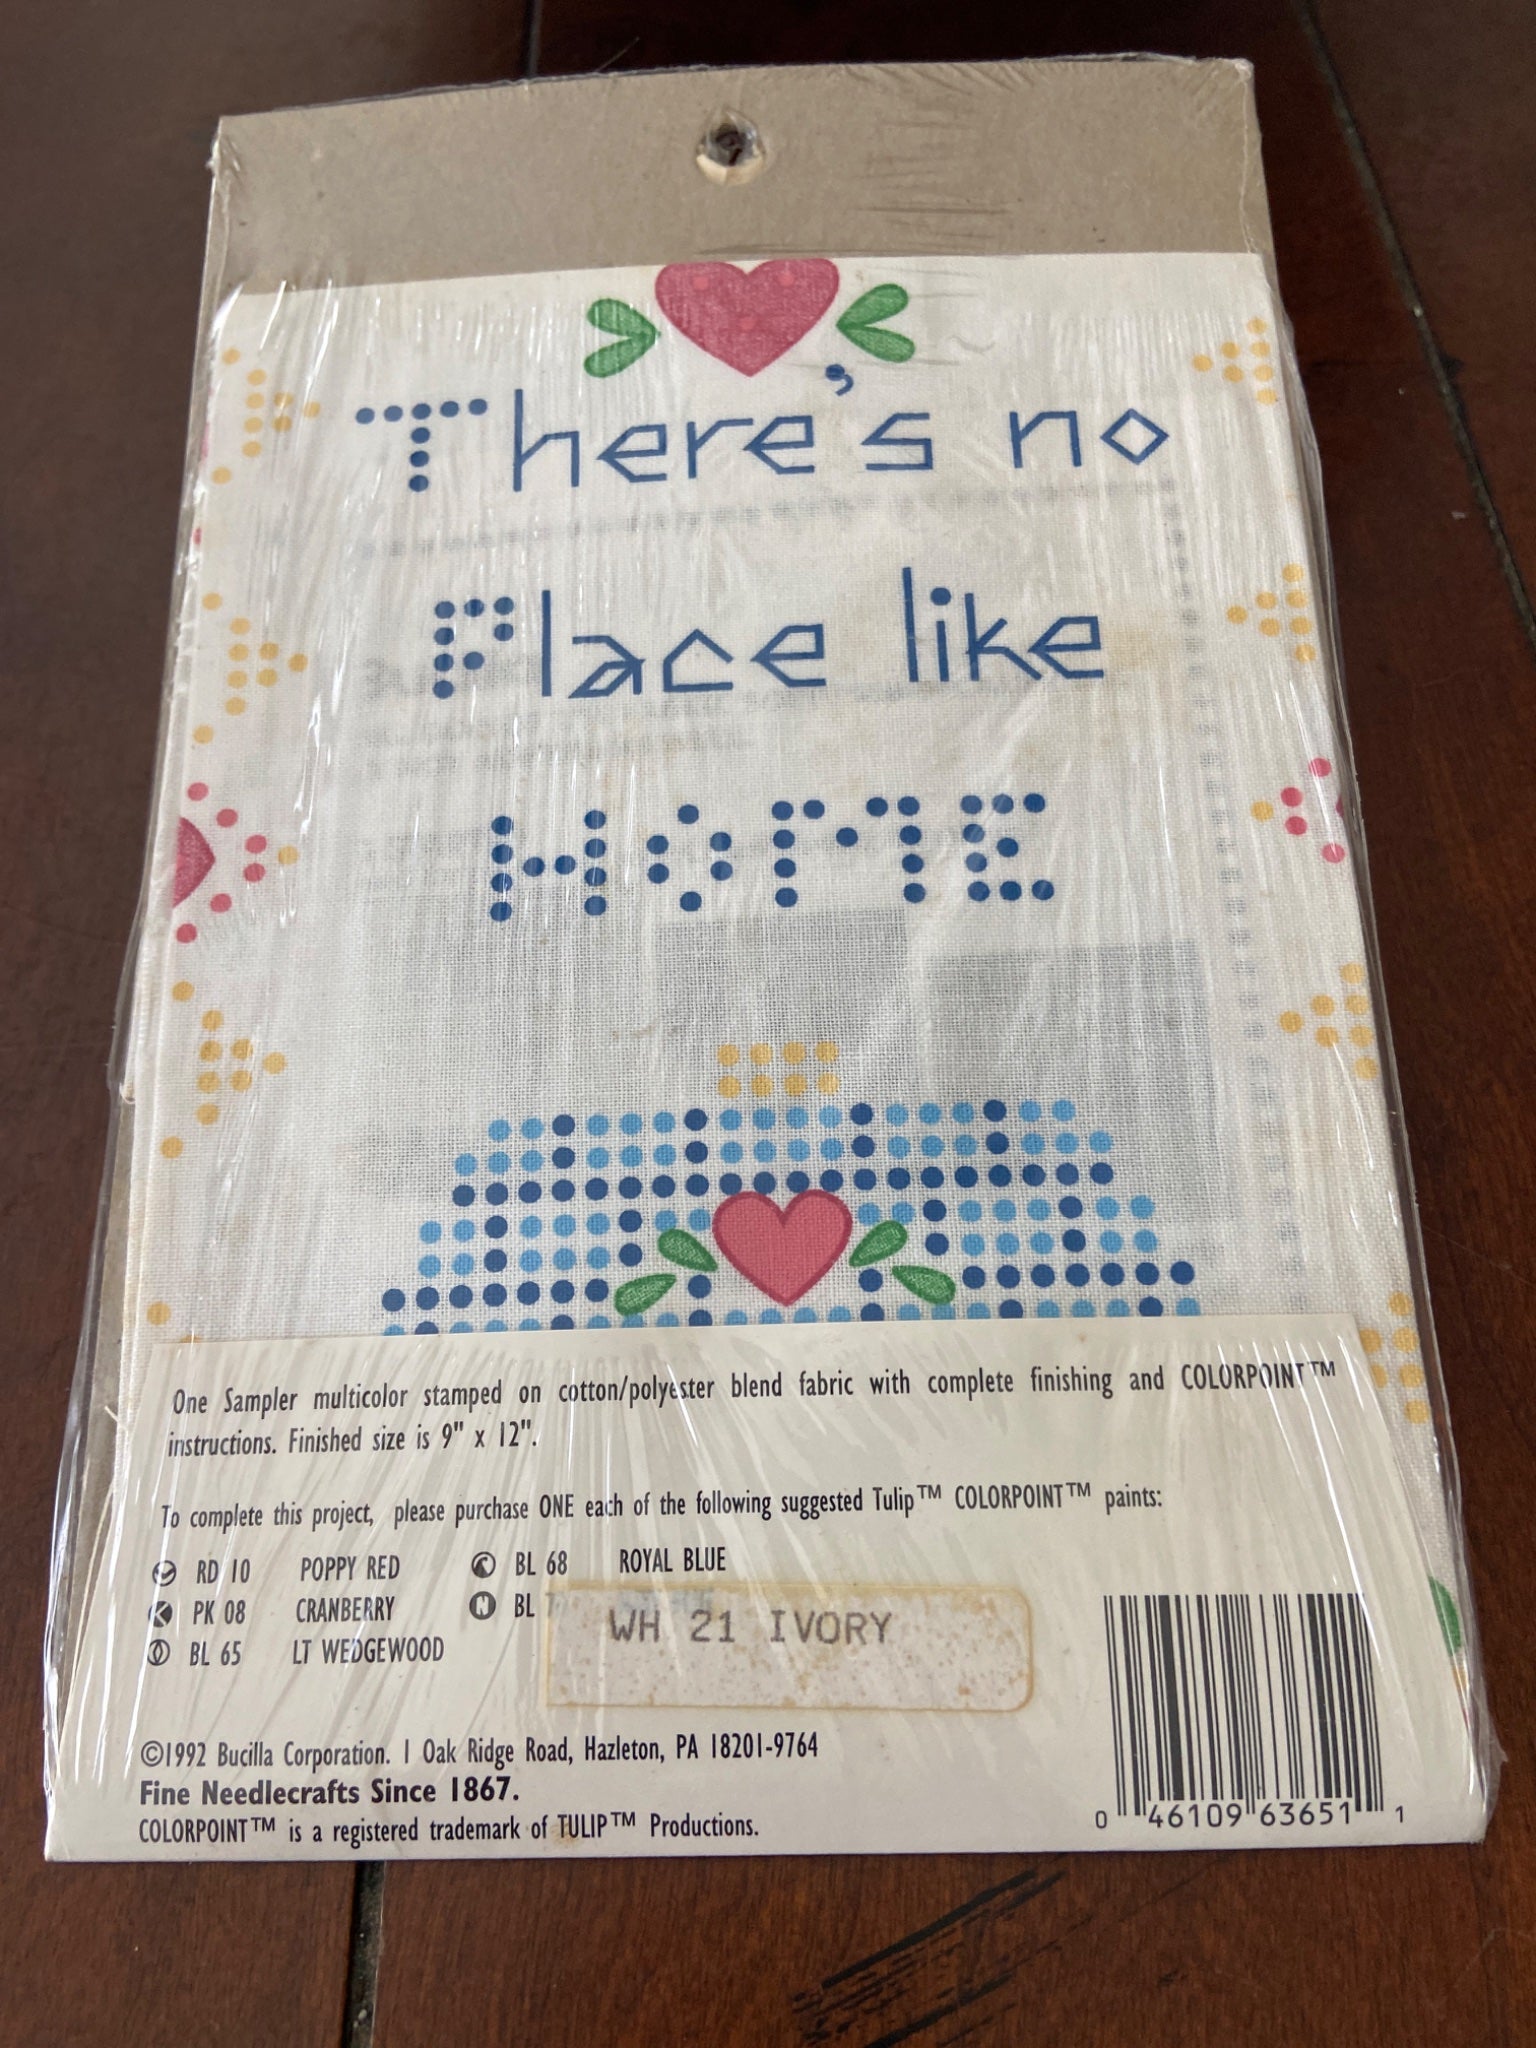 There's no
Place like
HOME
One Sampler multicolor stamped on cotton/polyester blend fabric with complete finishing and COLORPOINT™
instructions. Finished size is 9" x 12".
To complete this project, please purchase ONE each of the following suggested Tulip™ COLORPOINT™ paints:
RD 10 POPPY RED BL 68 ROYAL BLUE
PK 08 CRANBERRY BL
WH 21 IVORY
BL 65 LT WEDGEWOOD
©1992 Bucilla Corporation. 1 Oak Ridge Road, Hazleton, PA 18201-9764
Fine Needlecrafts Since 1867.
COLORPOINT™ is a registered trademark of TULIP™ Productions.
0 46109 63651 1